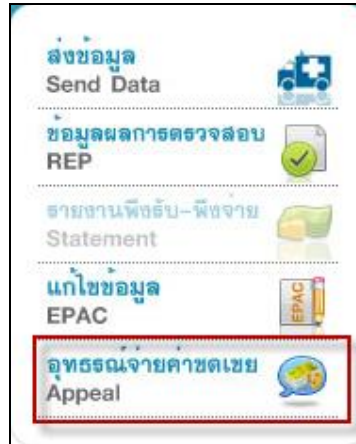 ส่งข้อมูล
Send Data
ข้อมูลผลการตรวจสอบ
REP
รายงานพึงรับ-พึงจ่าย
Statement
แก้ไขข้อมูล
EPAC
EPAC
อุทธรณ์จ่ายค่าชดเชย
Appeal